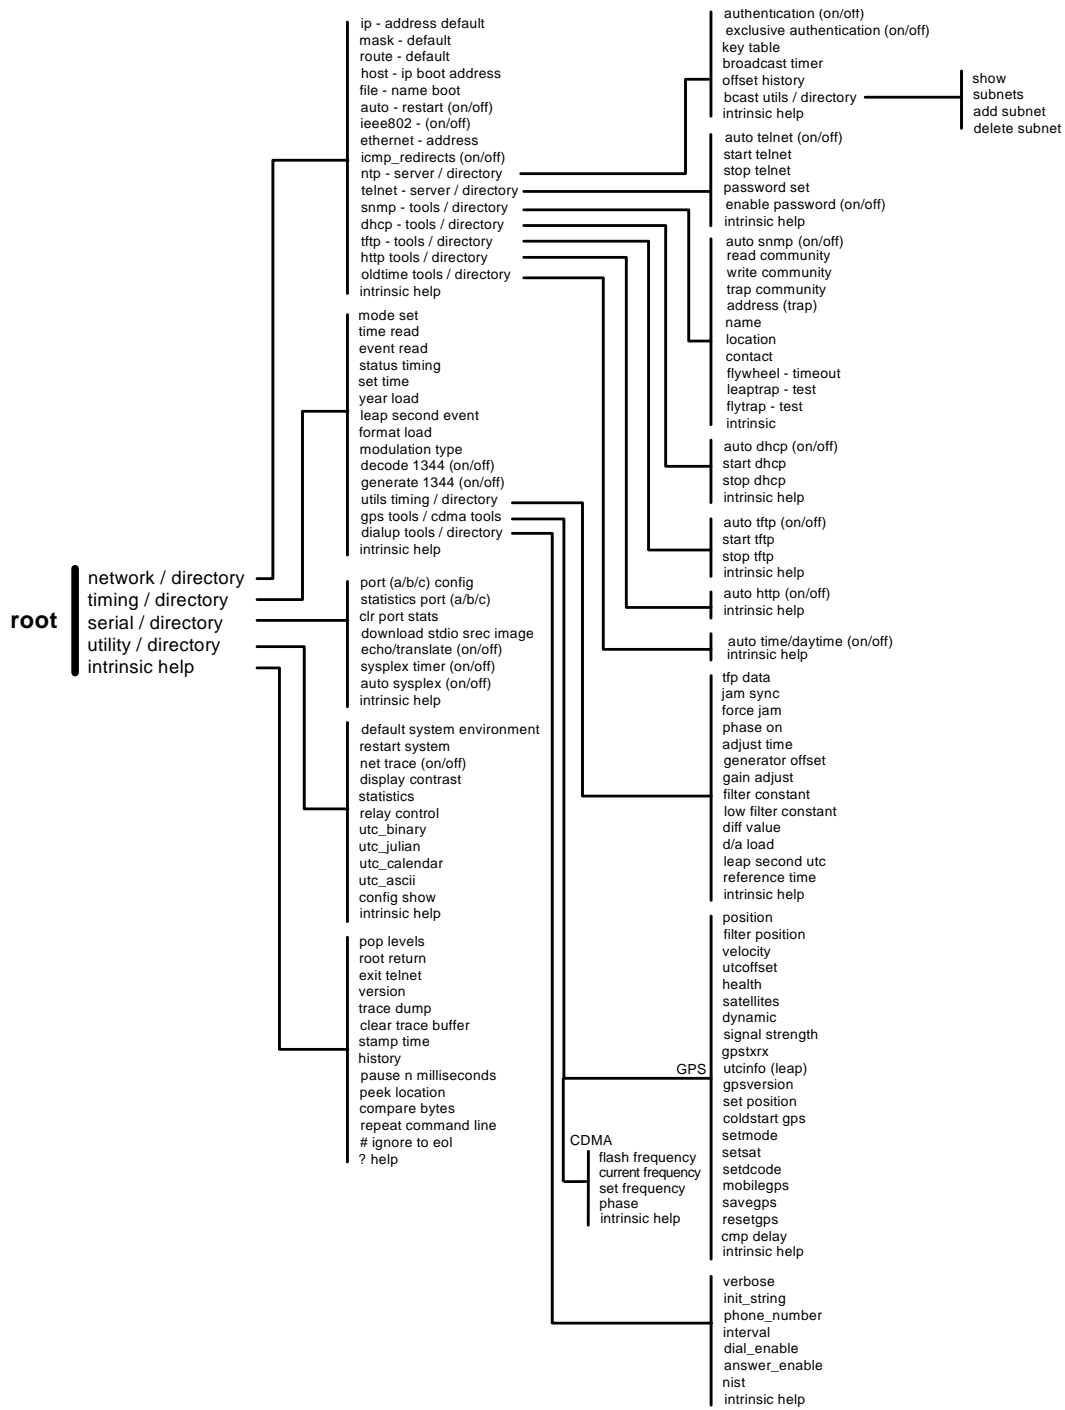 root
network / directory
timing / directory
serial / directory
utility / directory
intrinsic help
ip - address default
mask - default
route - default
host - ip boot address
file - name boot
auto - restart (on/off)
ieee802 - (on/off)
ethernet - address
icmp_redirects (on/off)
ntp - server / directory
telnet - server / directory
snmp - tools / directory
dhcp - tools / directory
tftp - tools / directory
http tools / directory
oldtime tools / directory
intrinsic help
mode set
time read
event read
status timing
set time
year load
leap second event
format load
modulation type
decode 1344 (on/off)
generate 1344 (on/off)
utils timing / directory
gps tools / cdma tools
dialup tools / directory
intrinsic help
port (a/b/c) config
statistics port (a/b/c)
clr port stats
download stdio srec image
echo/translate (on/off)
sysplex timer (on/off)
auto sysplex (on/off)
intrinsic help
default system environment
restart system
net trace (on/off)
display contrast
statistics
relay control
utc_binary
utc_julian
utc_calendar
utc_ascii
config show
intrinsic help
pop levels
root return
exit telnet
version
trace dump
clear trace buffer
stamp time
history
pause n milliseconds
peek location
compare bytes
repeat command line
# ignore to eol
? help
authentication (on/off)
exclusive authentication (on/off)
key table
broadcast timer
offset history
bcast utils / directory
intrinsic help
show
subnets
add subnet
delete subnet
auto telnet (on/off)
start telnet
stop telnet
password set
enable password (on/off)
intrinsic help
auto snmp (on/off)
read community
write community
trap community
address (trap)
name
location
contact
flywheel - timeout
leaptrap - test
flytrap - test
intrinsic
auto dhcp (on/off)
start dhcp
stop dhcp
intrinsic help
auto tftp (on/off)
start tftp
stop tftp
intrinsic help
auto http (on/off)
intrinsic help
auto time/daytime (on/off)
intrinsic help
tfp data
jam sync
force jam
phase on
adjust time
generator offset
gain adjust
filter constant
low filter constant
diff value
d/a load
leap second utc
reference time
intrinsic help
GPS
position
filter position
velocity
utcoffset
health
satellites
dynamic
signal strength
gpstxrx
utcinfo (leap)
gpsversion
set position
coldstart gps
setmode
setsat
setdcode
mobilegps
savegps
resetgps
cmp delay
intrinsic help
CDMA
flash frequency
current frequency
set frequency
phase
intrinsic help
verbose
init_string
phone_number
interval
dial_enable
answer_enable
nist
intrinsic help